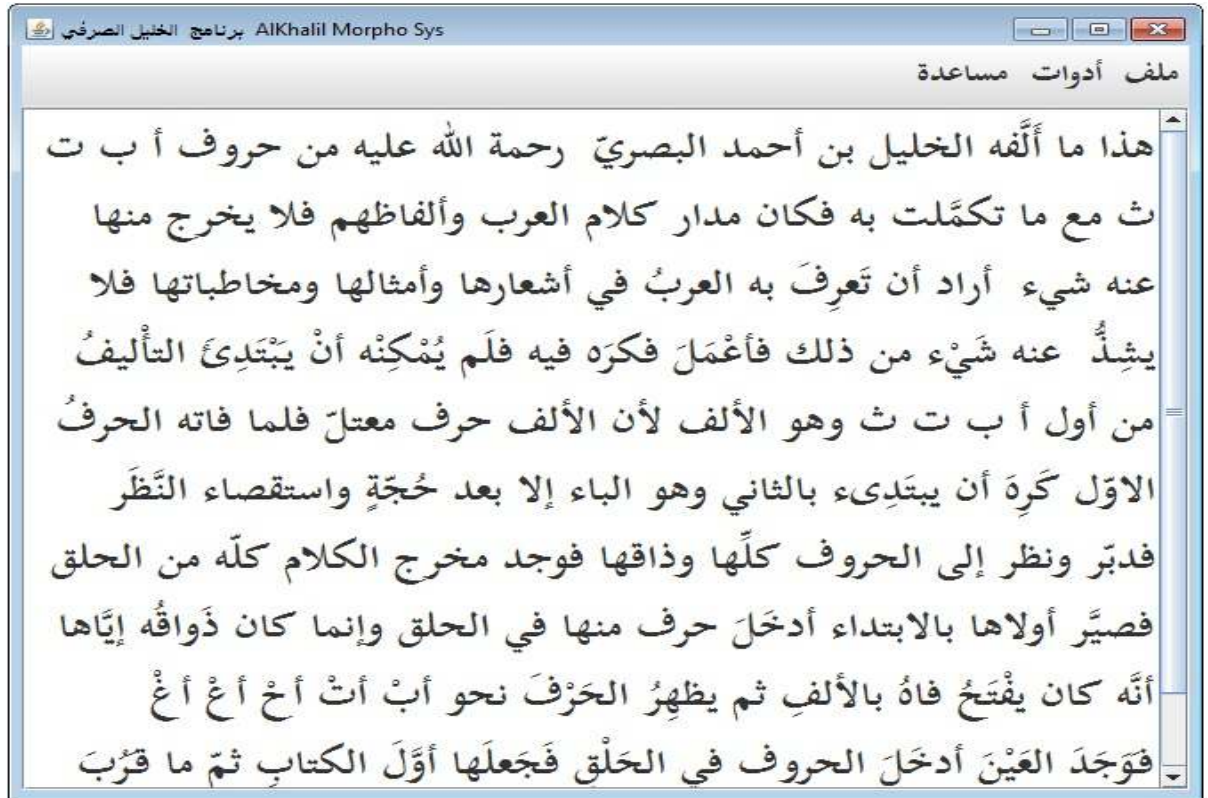 برنامج الخليل الصرفي AlKhalil Morpho Sys
ملف أدوات مساعدة
هذا ما أَلَّفه الخليل بن أحمد البصريّ رحمة الله عليه من حروف أ ب ت
ث مع ما تكمَّلت به فكان مدار كلام العرب وألفاظهم فلا يخرج منها
عنه شيء أراد أن تَعرِفَ به العربُ في أشعارها وأمثالها ومخاطباتها فلا
يشِذُّ عنه شَيْء من ذلك فأعْمَلَ فكرَه فيه فلَم يُمْكِنْه أنْ يَبْتَدِئَ التأْليفُ
من أول أ ب ت ث وهو الألف لأن الألف حرف معتلّ فلما فاته الحرفُ
الاوّل كَرِهَ أن يبتَدِىء بالثاني وهو الباء إلا بعد حُجّةٍ واستقصاء النَّظَر
فدبّر ونظر إلى الحروف كلِّها وذاقها فوجد مخرج الكلام كلّه من الحلق
فصيَّر أولاها بالابتداء أدخَلَ حرف منها في الحلق وإنما كان ذَواقُه إيَّاها
أنَّه كان يفْتَحُ فاهُ بالألفِ ثم يظهِرُ الحَرْفَ نحو أبْ أتْ أحْ أعْ أغْ
فوَجَدَ العَيْنَ أدخَلَ الحروف في الحَلْقِ فَجَعلَها أوَّلَ الكتابِ ثمّ ما قرُبَ